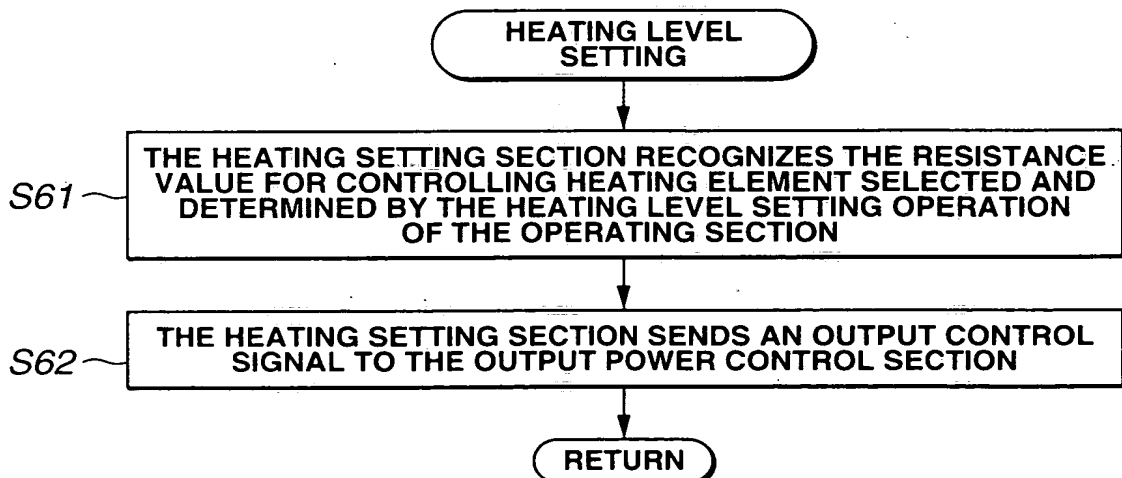 HEATING LEVEL
SETTING
THE HEATING SETTING SECTION RECOGNIZES THE RESISTANCE
S61
VALUE FOR CONTROLLING HEATING ELEMENT SELECTED AND
DETERMINED BY THE HEATING LEVEL SETTING OPERATION
OF THE OPERATING SECTION
THE HEATING SETTING SECTION SENDS AN OUTPUT CONTROL
S62
SIGNAL TO THE OUTPUT POWER CONTROL SECTION
RETURN